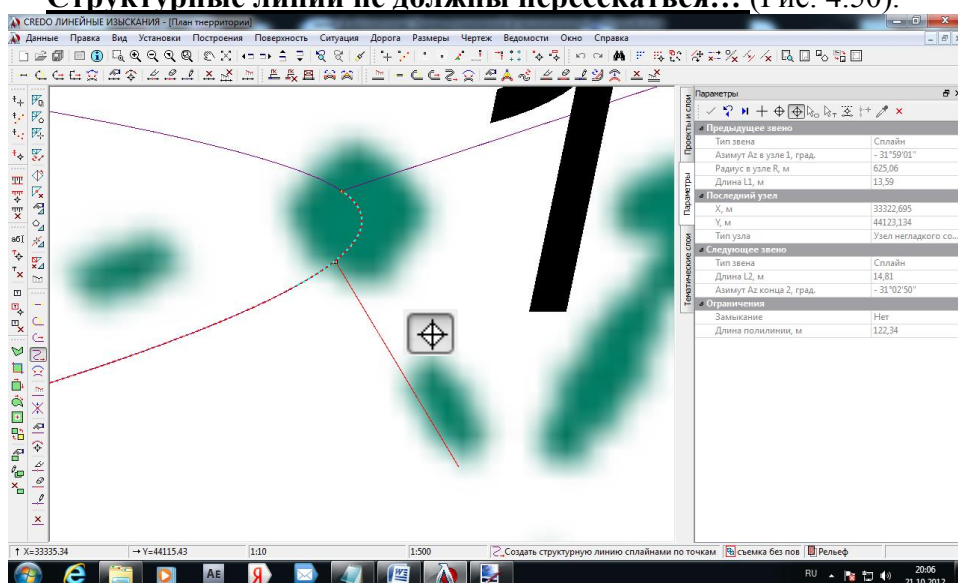 Структурные линии не должны пересекаться… (Рис. 4.50).
CREDO ЛИНЕЙНЫЕ ИЗЫСКАНИЯ - [План тнерритории]
Данные Правка Вид Установки Построения Поверхность Ситуация Дорога Размеры Чертеж Ведомости Окно Справка
Параметры
Проекты и слои
Параметры
Тематические слои
Предыдущее звено
Тип звена Сплайн
Азимут Az в узле 1, град. - 31°59'01"
Радиус в узле R, м 625,06
Длина L1, м 13,59
Последний узел
X, м 33322,695
Y, м 44123,134
Тип узла Узел негладкого со...
Следующее звено
Тип звена Сплайн
Длина L2, м 14,81
Азимут Az конца 2, град. - 31°02'50"
Ограничения
Замыкание Нет
Длина полилинии, м 122,34
абI
X=33335.34 Y=44115.43 1:10 1:500 Создать структурную линию сплайнами по точкам съемка без пов Рельеф
AE Я RU 20:06
21.10.2012